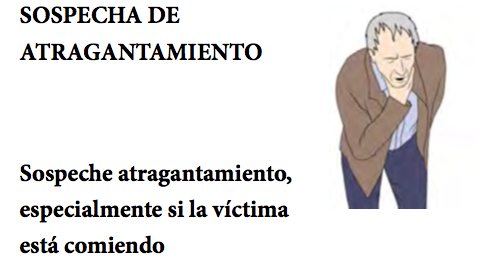 SOSPECHA DE
ATRAGANTAMIENTO
Sospeche atragantamiento,
especialmente si la víctima
está comiendo